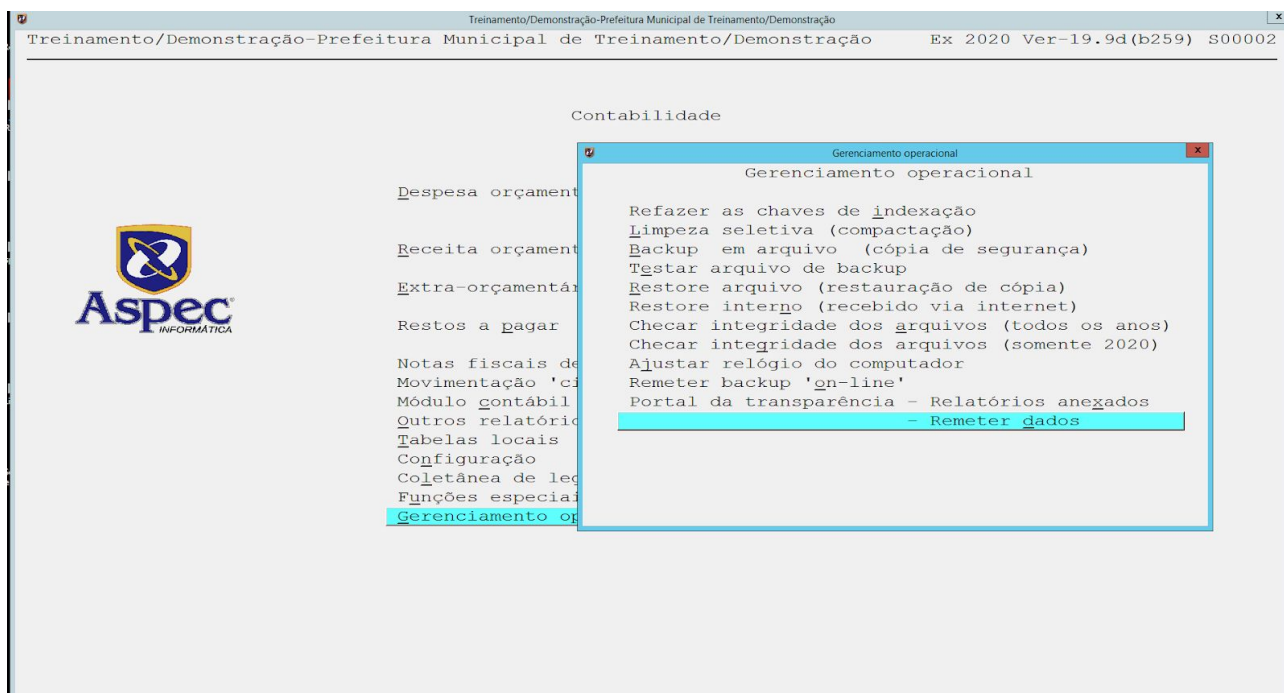 Treinamento/Demonstração-Prefeitura Municipal de Treinamento/Demonstração
Treinamento/Demonstração-Prefeitura Municipal de Treinamento/Demonstração Ex 2020 Ver-19.9d(b259) S00002
Contabilidade
Despesa orçament
Receita orçament
Extra-orçamentár
Restos a pagar
Notas fiscais de
Movimentação 'ci
Módulo contábil
Outros relatório
Tabelas locais
Configuração
Coletânea de leg
Funções especiai
Gerenciamento op
Aspec
INFORMÁTICA
Gerenciamento operacional
Gerenciamento operacional
Refazer as chaves de indexação
Limpeza seletiva (compactação)
Backup em arquivo (cópia de segurança)
Testar arquivo de backup
Restore arquivo (restauração de cópia)
Restore interno (recebido via internet)
Checar integridade dos arquivos (todos os anos)
Checar integridade dos arquivos (somente 2020)
Ajustar relógio do computador
Remeter backup 'on-line'
Portal da transparência - Relatórios anexados
- Remeter dados